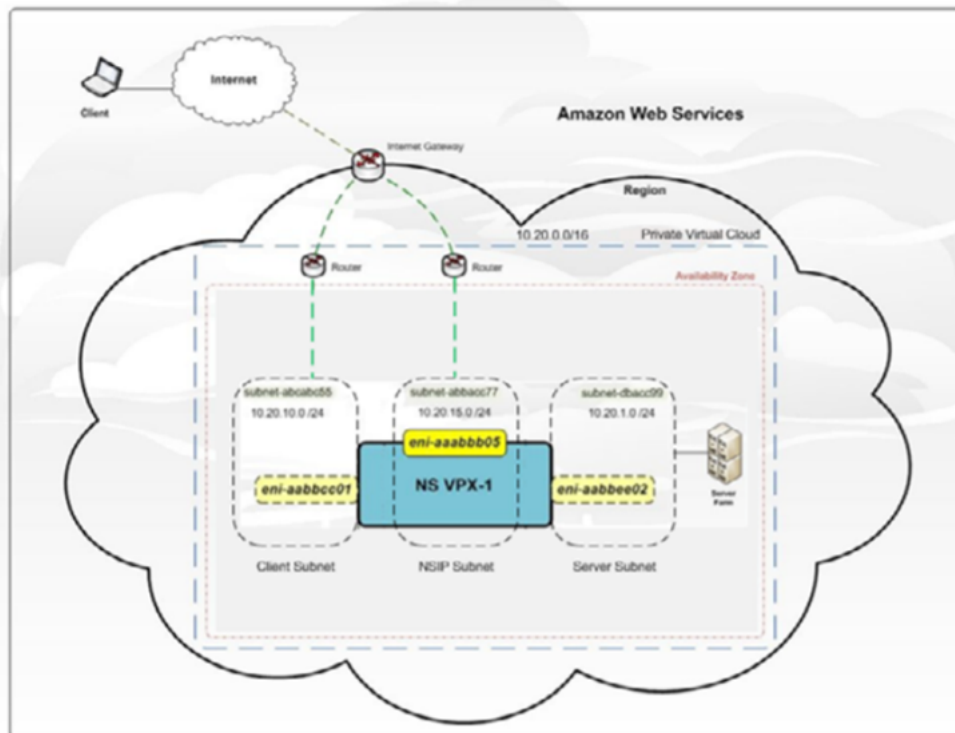 Internet
Client
Amazon Web Services
Internet Gateway
Region
10.20.0.0/16
Private Virtual Cloud
Router
Router
Availability Zone
subnet-abcabc55
subnet-abbacc77
subnet-dbacc99
10.20.10.0 /24
10.20.15.0 /24
10.20.1.0 /24
eni-aaabbb05
NS VPX-1
eni-aabbcc01
eni-aabbee02
Server
Farm
Client Subnet
NSIP Subnet
Server Subnet